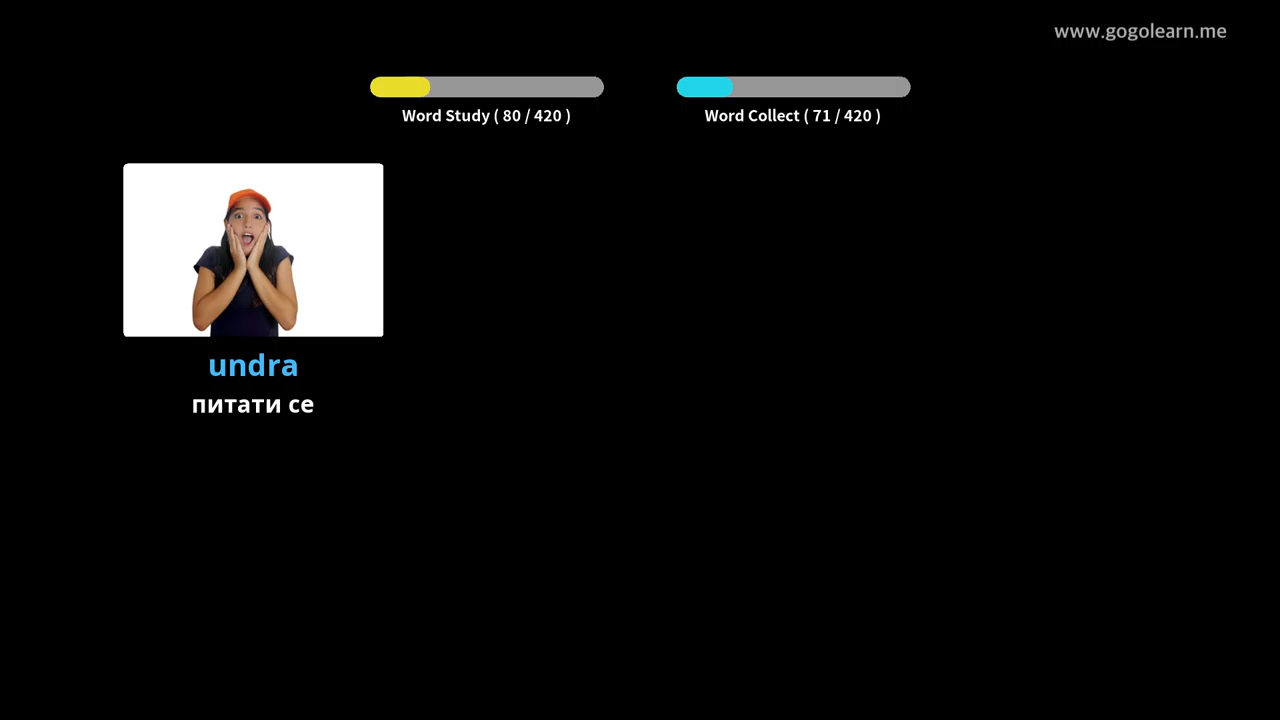 www.gogolearn.me
Word Study ( 80 / 420 )
Word Collect ( 71 / 420 )
undra
питати се